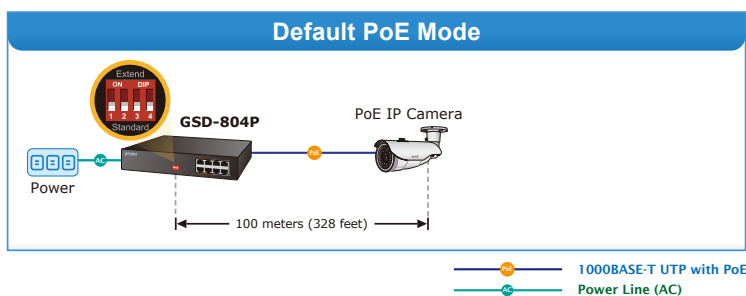 Default PoE Mode
Extend
ON DIP
1 2 3 4
Standard
GSD-804P
PoE IP Camera
AC
PoE
Power
100 meters (328 feet)
PoE 1000BASE-T UTP with PoE
AC Power Line (AC)